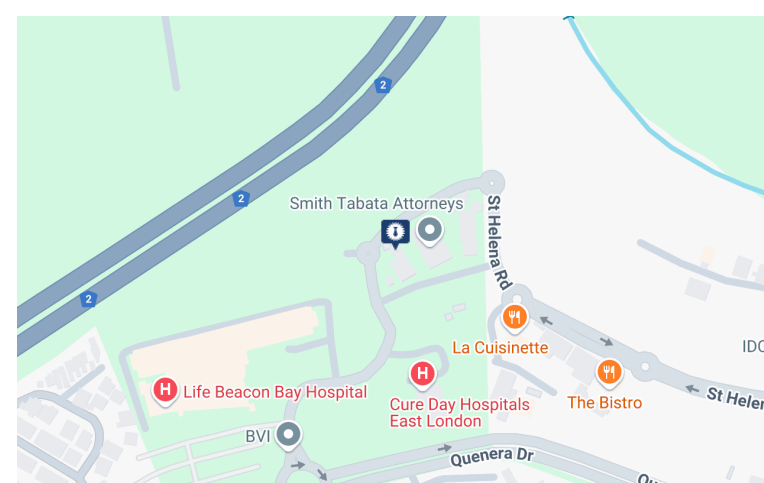 2
2
Smith Tabata Attorneys
St Helena Rd
2
La Cuisinette
IDC
Life Beacon Bay Hospital
H
H
The Bistro
St Helen
Cure Day Hospitals
East London
BVI
Quenera Dr
Qu